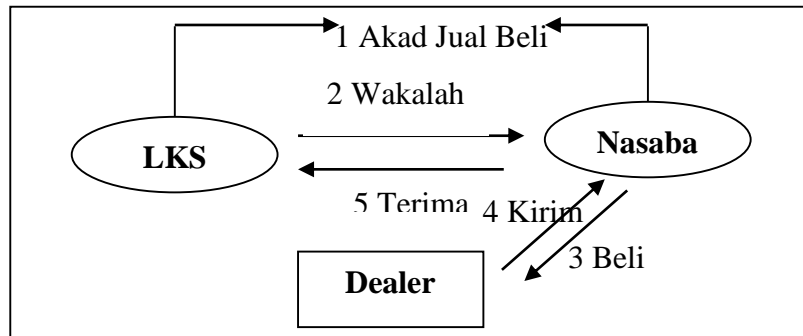 1 Akad Jual Beli
2 Wakalah
LKS
Nasaba
5 Terima
4 Kirim
3 Beli
Dealer